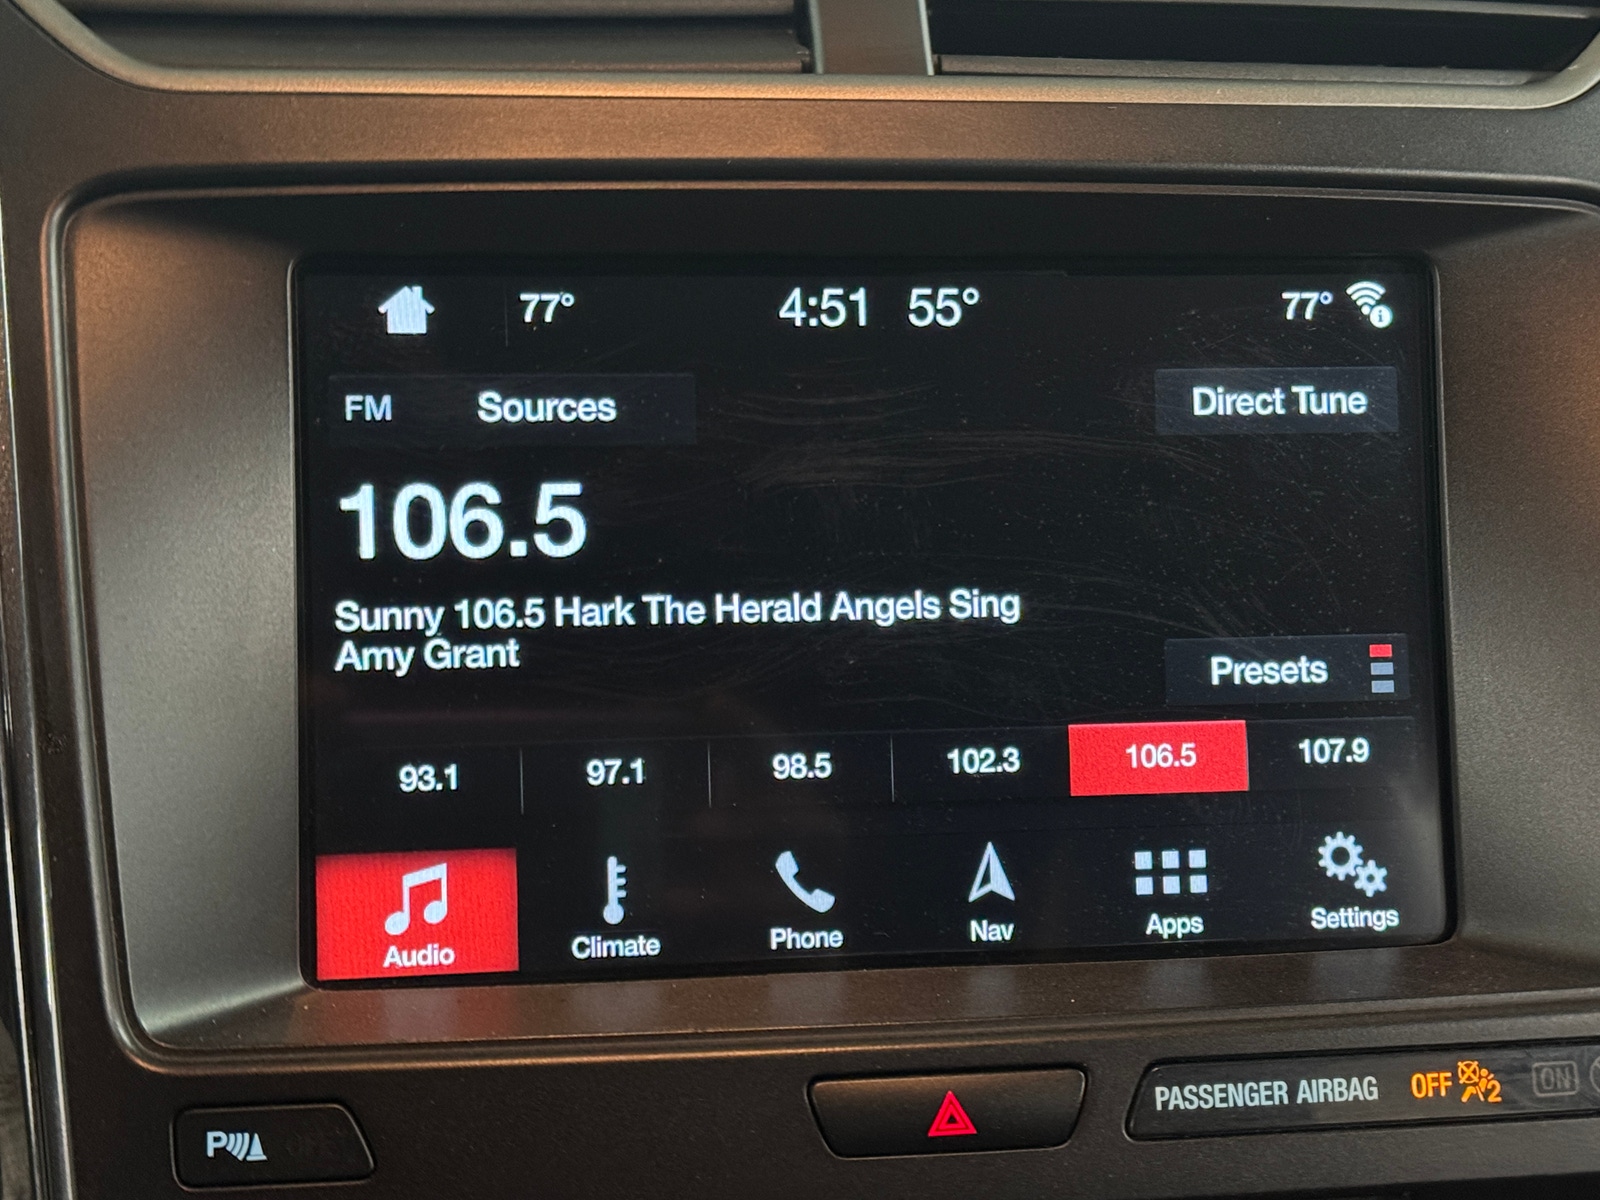 77° 4:51 55° 77°
FM Sources Direct Tune
106.5
Sunny 106.5 Hark The Herald Angels Sing
Amy Grant
Presets
93.1 97.1 98.5 102.3 106.5 107.9
Audio Climate Phone Nav Apps Settings
PASSENGER AIRBAG OFF 2 ON
P OFF